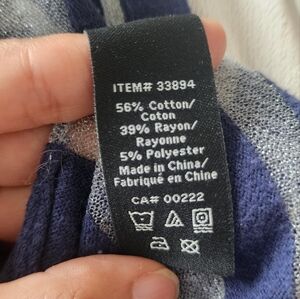 ITEM# 33894
56% Cotton/
Coton
39% Rayon/
Rayonne
5% Polyester
Made in China/
Fabriqué en Chine
CA# 00222